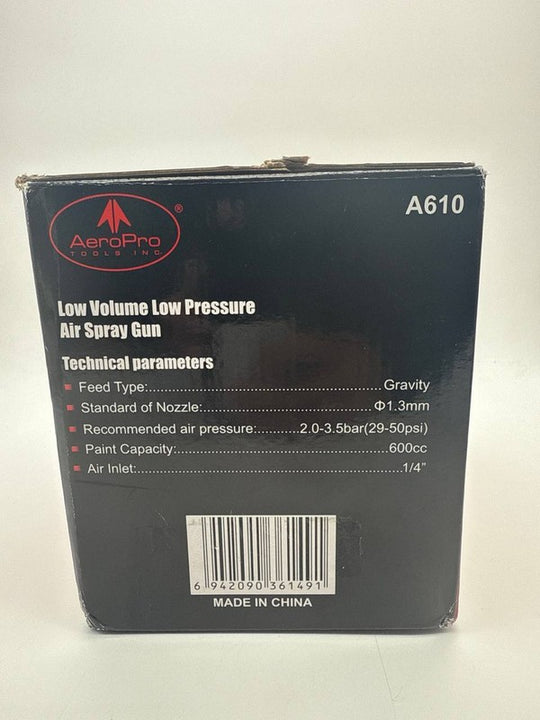 A610
AeroPro®
TOOLS INC.
Low Volume Low Pressure
Air Spray Gun
Technical parameters
Feed Type:..........................................Gravity
Standard of Nozzle:...............................Φ1.3mm
Recommended air pressure:...........2.0-3.5bar(29-50psi)
Paint Capacity:............................................600cc
Air Inlet:................................................1/4”
6 942090 361491
MADE IN CHINA